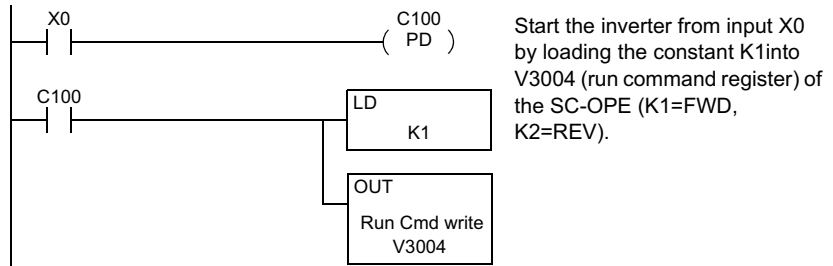 X0
C100
PD
C100
LD
K1
OUT
Run Cmd write
V3004
Start the inverter from input X0
by loading the constant K1into
V3004 (run command register) of
the SC-OPE (K1=FWD,
K2=REV).